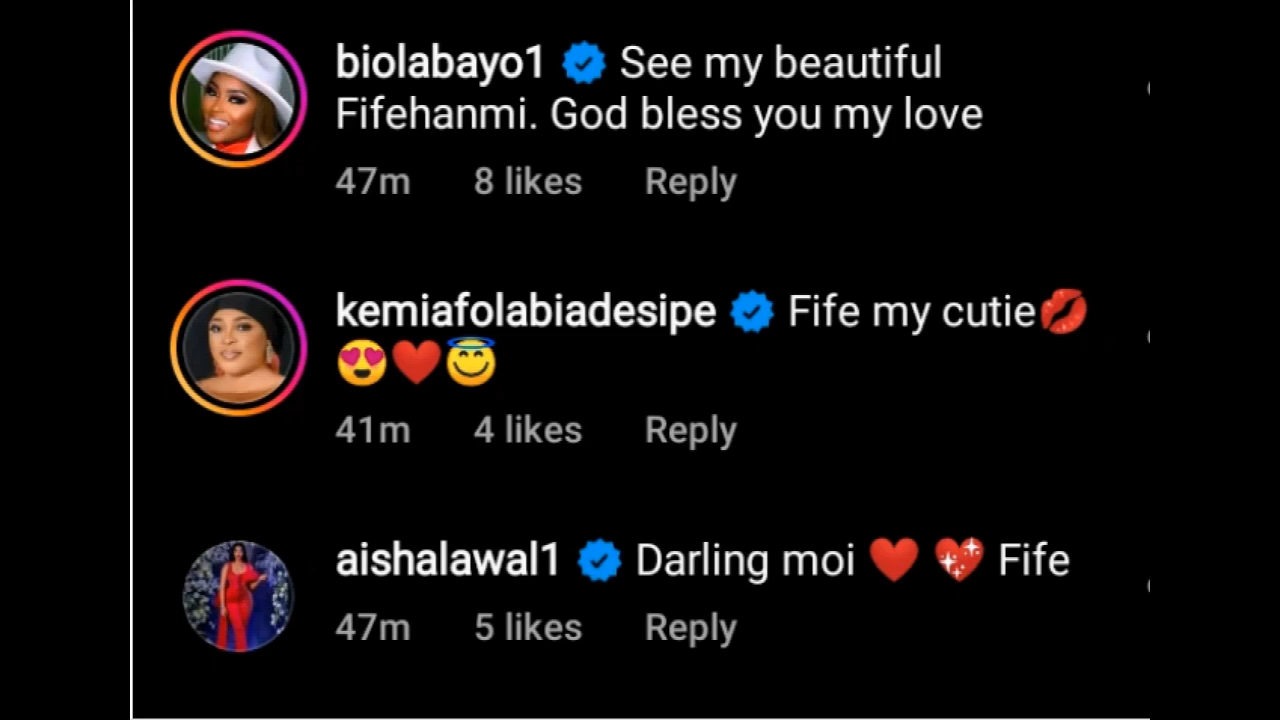 biolabayo1 See my beautiful
Fifehanmi. God bless you my love
47m 8 likes Reply
kemiafolabiadesipe Fife my cutie💋
😍❤️😇
41m 4 likes Reply
aishalawal1 Darling moi ❤️ 💖 Fife
47m 5 likes Reply